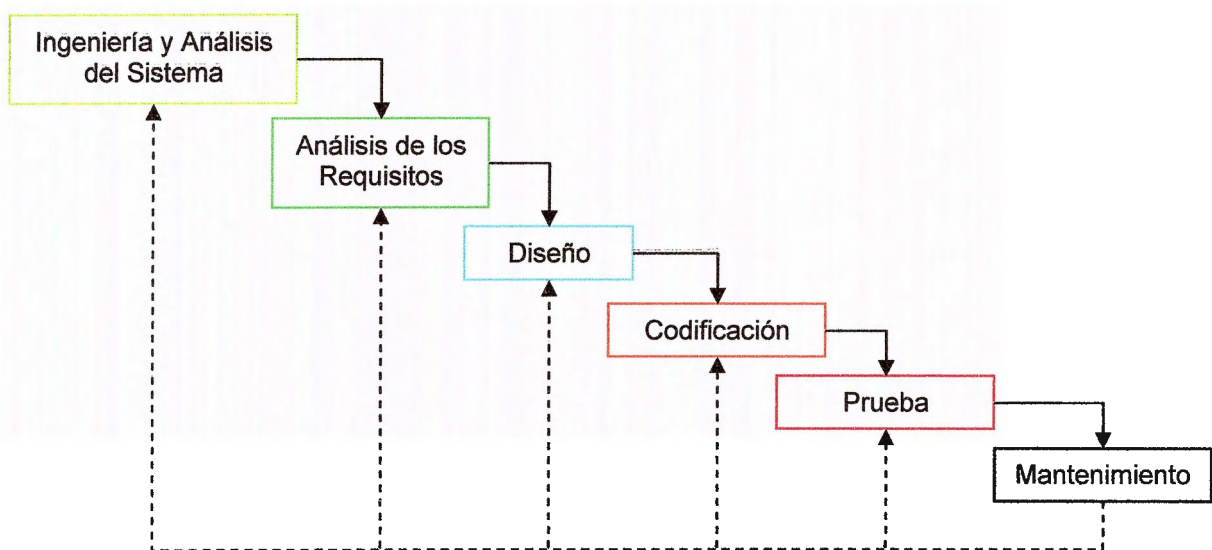 Ingeniería y Análisis
del Sistema
Análisis de los
Requisitos
Diseño
Codificación
Prueba
Mantenimiento